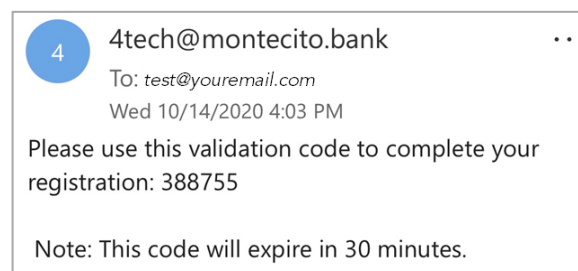 4
4tech@montecito.bank
To: test@youremail.com
Wed 10/14/2020 4:03 PM
Please use this validation code to complete your
registration: 388755
Note: This code will expire in 30 minutes.